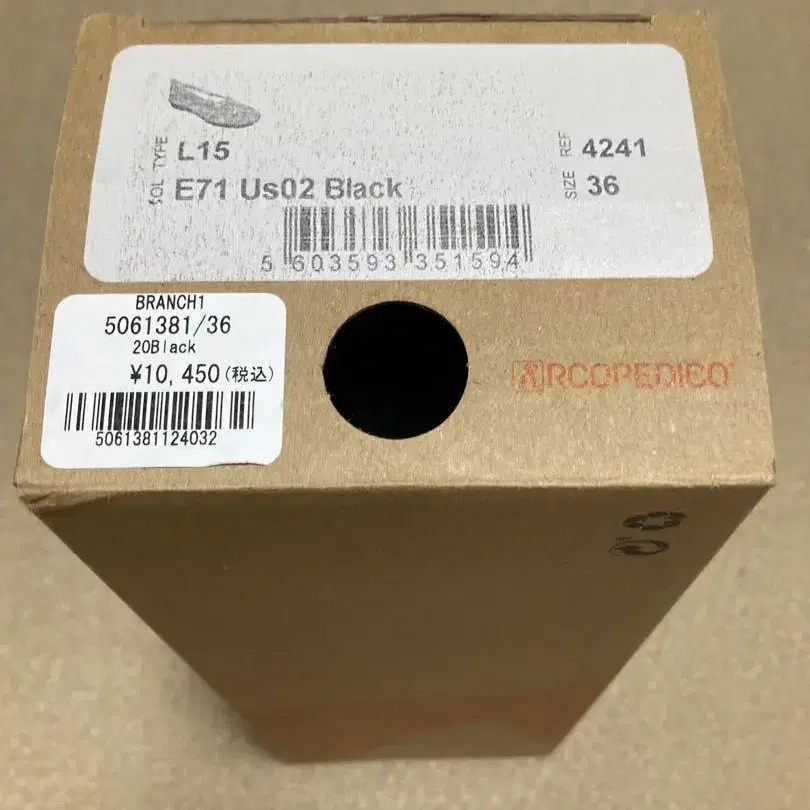 TYPE L15
REF 4241
COL E71 Us02 Black
SIZE 36
5 603593 351594
BRANCH1
5061381/36
20Black
¥10,450(税込)
5061381124032
ARCOPEDICO